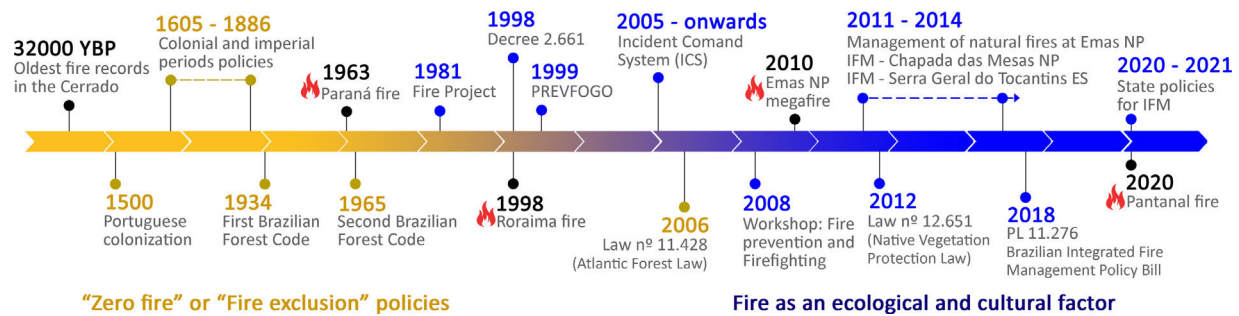 32000 YBP
Oldest fire records
in the Cerrado
1605 - 1886
Colonial and imperial
periods policies
1963
Paraná fire
1981
Fire Project
1998
Decree 2.661
1999
PREVFOGO
2005 - onwards
Incident Comand
System (ICS)
2010
Emas NP
megafire
2011 - 2014
Management of natural fires at Emas NP
IFM - Chapada das Mesas NP
IFM - Serra Geral do Tocantins ES
2020 - 2021
State policies
for IFM
1500
Portuguese
colonization
1934
First Brazilian
Forest Code
1965
Second Brazilian
Forest Code
1998
Roraima fire
2006
Law nº 11.428
(Atlantic Forest Law)
2008
Workshop: Fire
prevention and
Firefighting
2012
Law nº 12.651
(Native Vegetation
Protection Law)
2018
PL 11.276
Brazilian Integrated Fire
Management Policy Bill
2020
Pantanal fire
“Zero fire” or “Fire exclusion” policies
Fire as an ecological and cultural factor